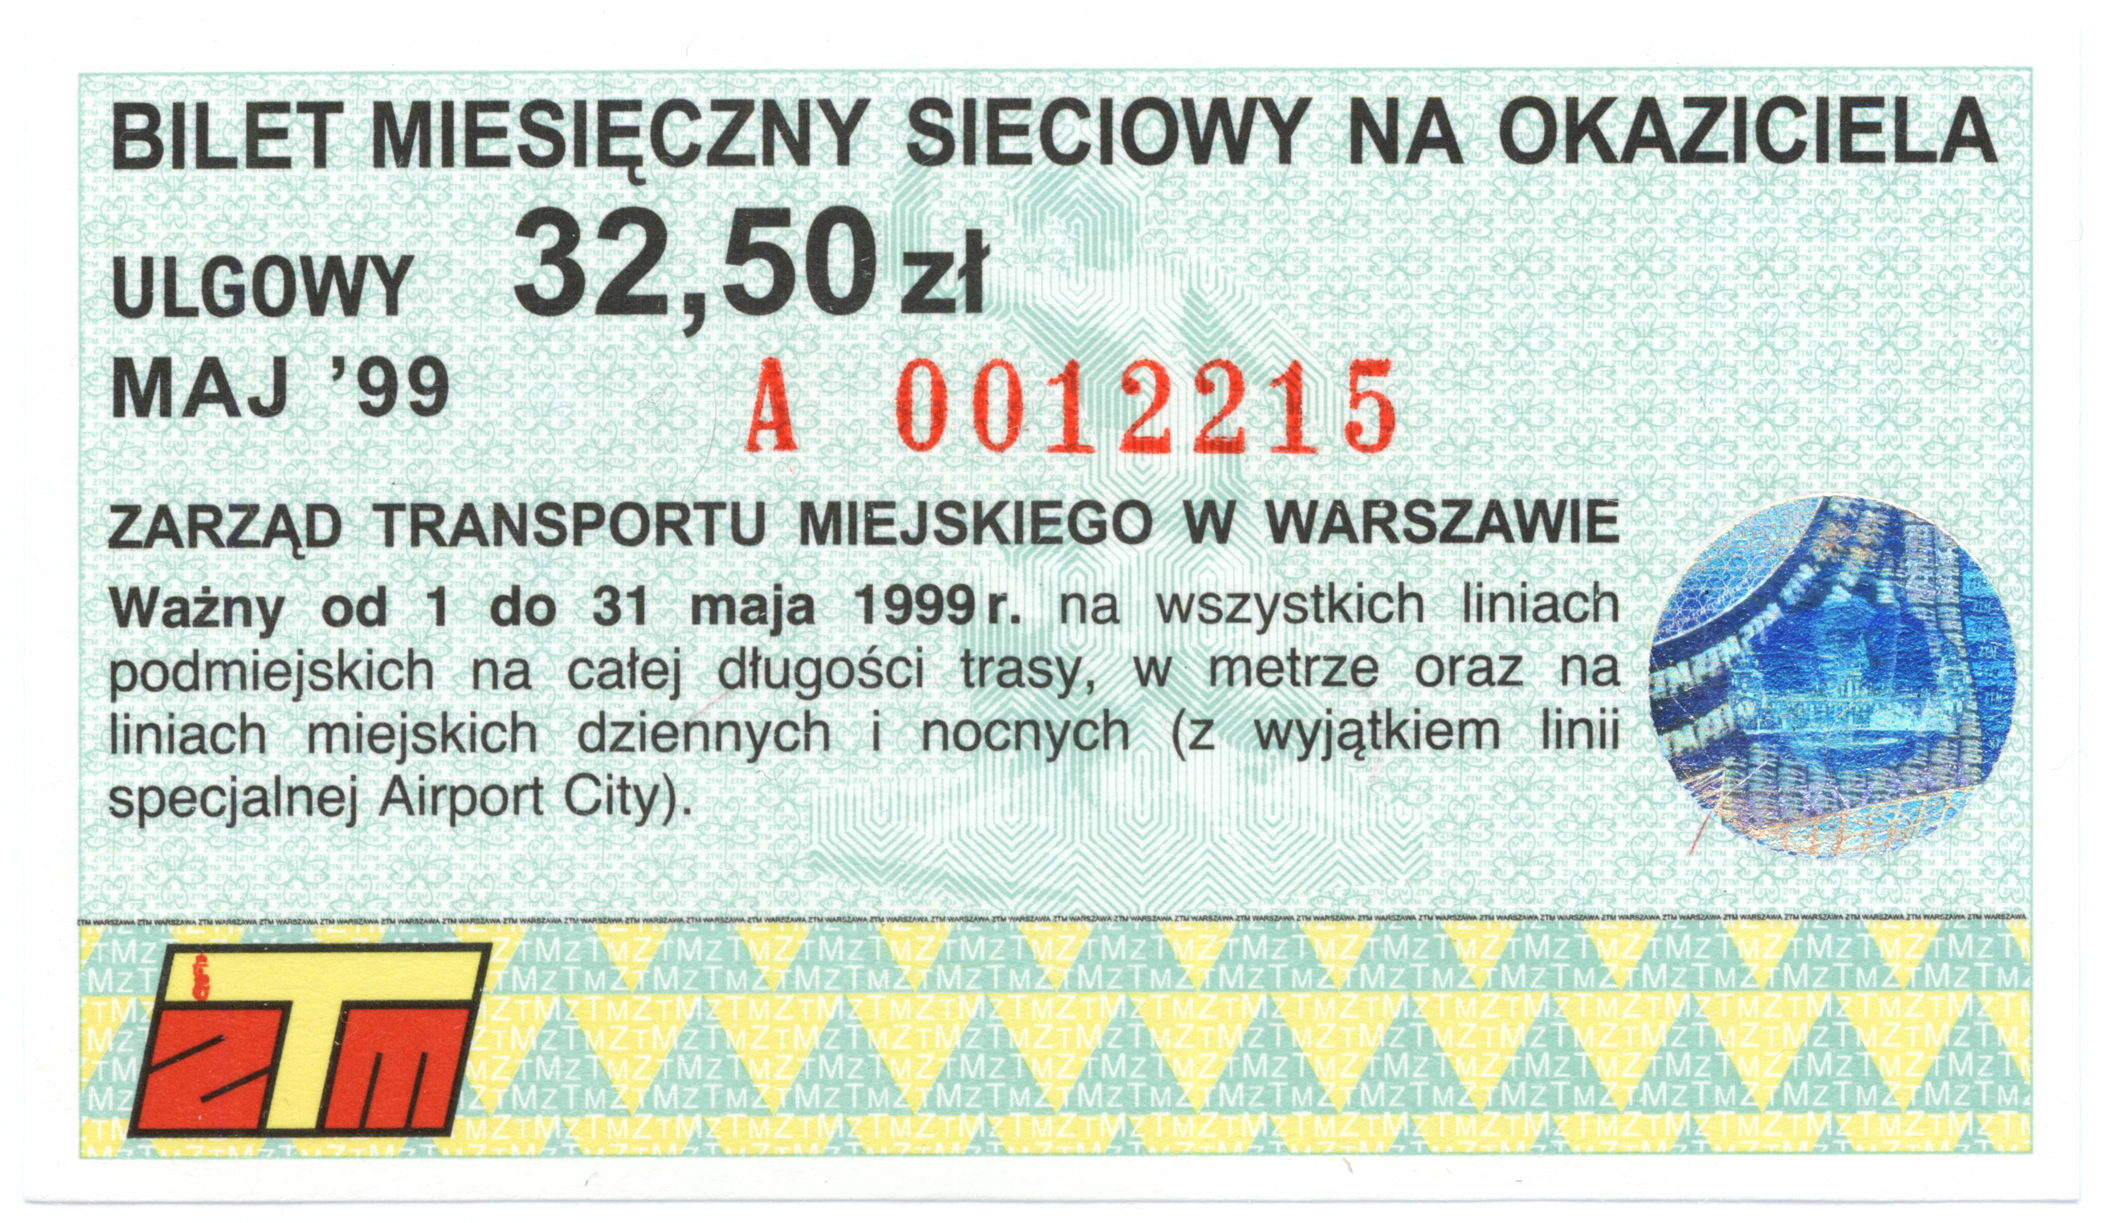 BILET MIESIĘCZNY SIECIOWY NA OKAZICIELA
ULGOWY 32,50 zł
MAJ '99 A 0012215
ZARZĄD TRANSPORTU MIEJSKIEGO W WARSZAWIE
Ważny od 1 do 31 maja 1999 r. na wszystkich liniach
podmiejskich na całej długości trasy, w metrze oraz na
liniach miejskich dziennych i nocnych (z wyjątkiem linii
specjalnej Airport City).
ZTM